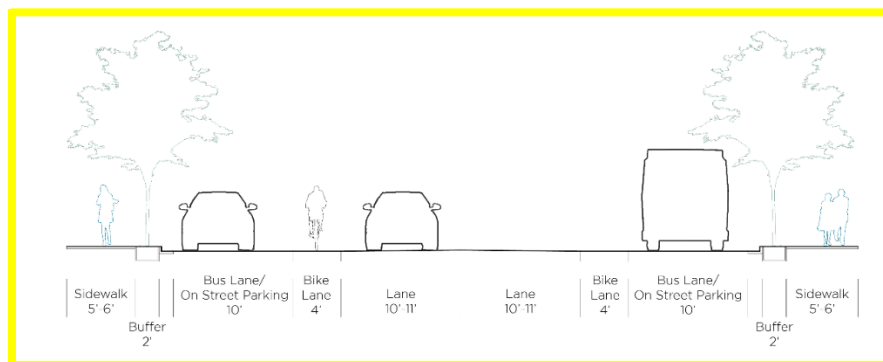 Sidewalk
5'-6'
Buffer
2'
Bus Lane/
On Street Parking
10'
Bike
Lane
4'
Lane
10'-11'
Lane
10'-11'
Bike
Lane
4'
Bus Lane/
On Street Parking
10'
Buffer
2'
Sidewalk
5'-6'